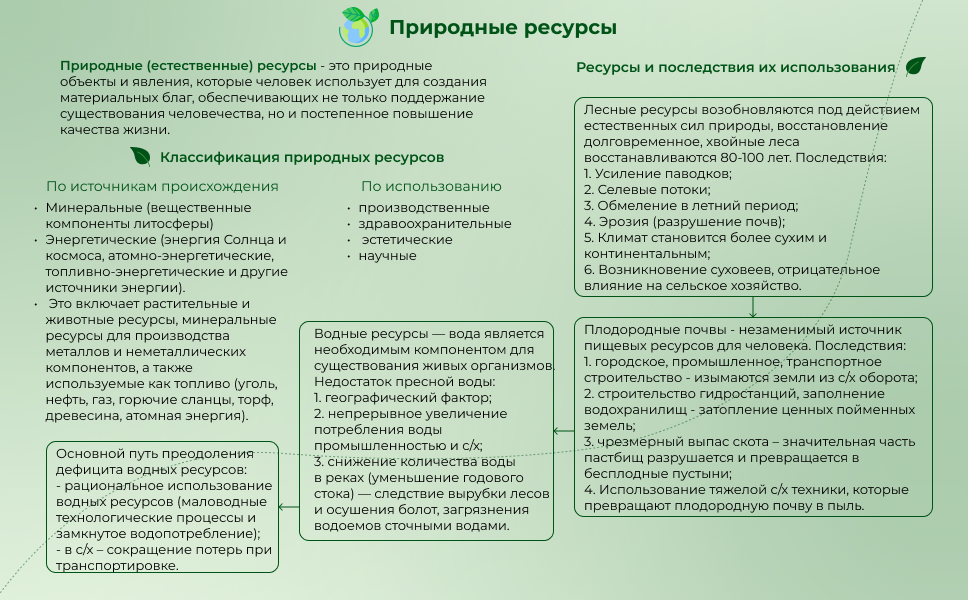 Природные ресурсы
Природные (естественные) ресурсы - это природные
объекты и явления, которые человек использует для создания
материальных благ, обеспечивающих не только поддержание
существования человечества, но и постепенное повышение
качества жизни.
Классификация природных ресурсов
По источникам происхождения
• Минеральные (вещественные
компоненты литосферы)
• Энергетические (энергия Солнца и
космоса, атомно-энергетические,
топливно-энергетические и другие
источники энергии).
• Это включает растительные и
животные ресурсы, минеральные
ресурсы для производства
металлов и неметаллических
компонентов, а также
используемые как топливо (уголь,
нефть, газ, горючие сланцы, торф,
древесина, атомная энергия).
По использованию
• производственные
• здравоохранительные
• эстетические
• научные
Ресурсы и последствия их использования
Лесные ресурсы возобновляются под действием
естественных сил природы, восстановление
долговременное, хвойные леса
восстанавливаются 80-100 лет. Последствия:
1. Усиление паводков;
2. Селевые потоки;
3. Обмеление в летний период;
4. Эрозия (разрушение почв);
5. Климат становится более сухим и
континентальным;
6. Возникновение суховеев, отрицательное
влияние на сельское хозяйство.
Плодородные почвы - незаменимый источник
пищевых ресурсов для человека. Последствия:
1. городское, промышленное, транспортное
строительство - изымаются земли из с/х оборота;
2. строительство гидростанций, заполнение
водохранилищ - затопление ценных пойменных
земель;
3. чрезмерный выпас скота – значительная часть
пастбищ разрушается и превращается в
бесплодные пустыни;
4. Использование тяжелой с/х техники, которые
превращают плодородную почву в пыль.
Водные ресурсы — вода является
необходимым компонентом для
существования живых организмов.
Недостаток пресной воды:
1. географический фактор;
2. непрерывное увеличение
потребления воды
промышленностью и с/х;
3. снижение количества воды
в реках (уменьшение годового
стока) — следствие вырубки лесов
и осушения болот, загрязнения
водоемов сточными водами.
Основной путь преодоления
дефицита водных ресурсов:
- рациональное использование
водных ресурсов (маловодные
технологические процессы и
замкнутое водопотребление);
- в с/х – сокращение потерь при
транспортировке.